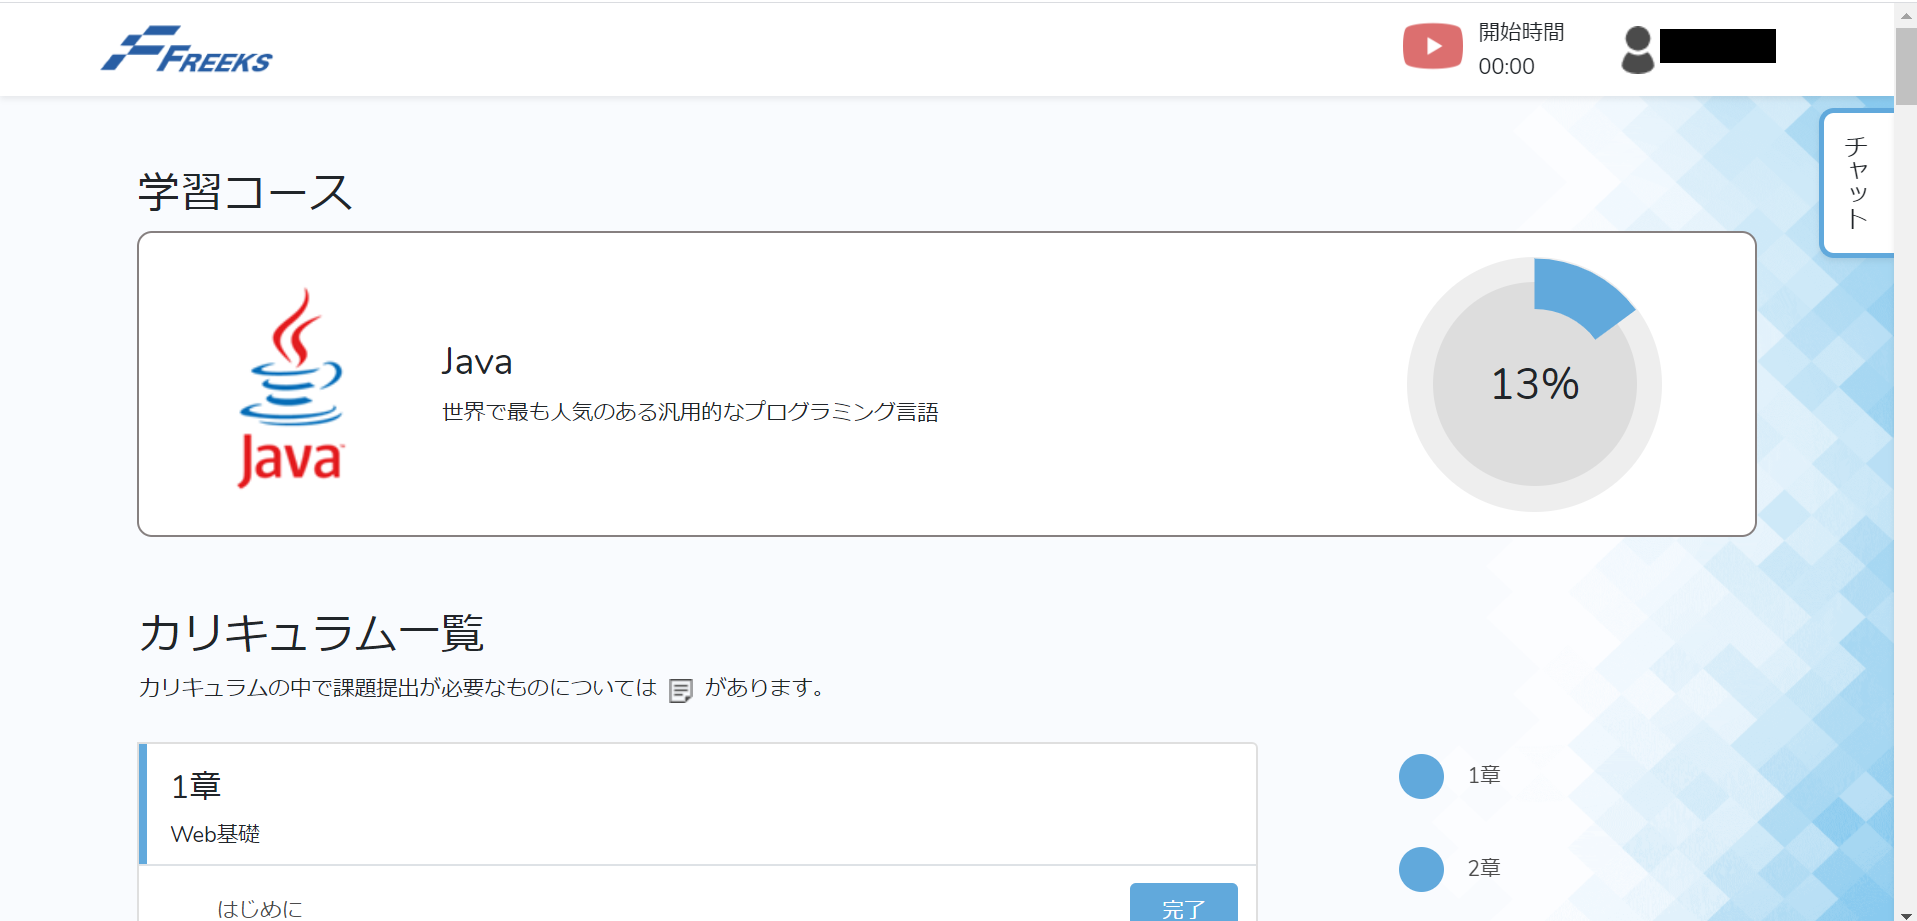 FREEKS
開始時間
00:00
チャット
学習コース
Java
Java
世界で最も人気のある汎用的なプログラミング言語
13%
カリキュラム一覧
カリキュラムの中で課題提出が必要なものについては があります。
1章
Web基礎
はじめに
完了
1章
2章